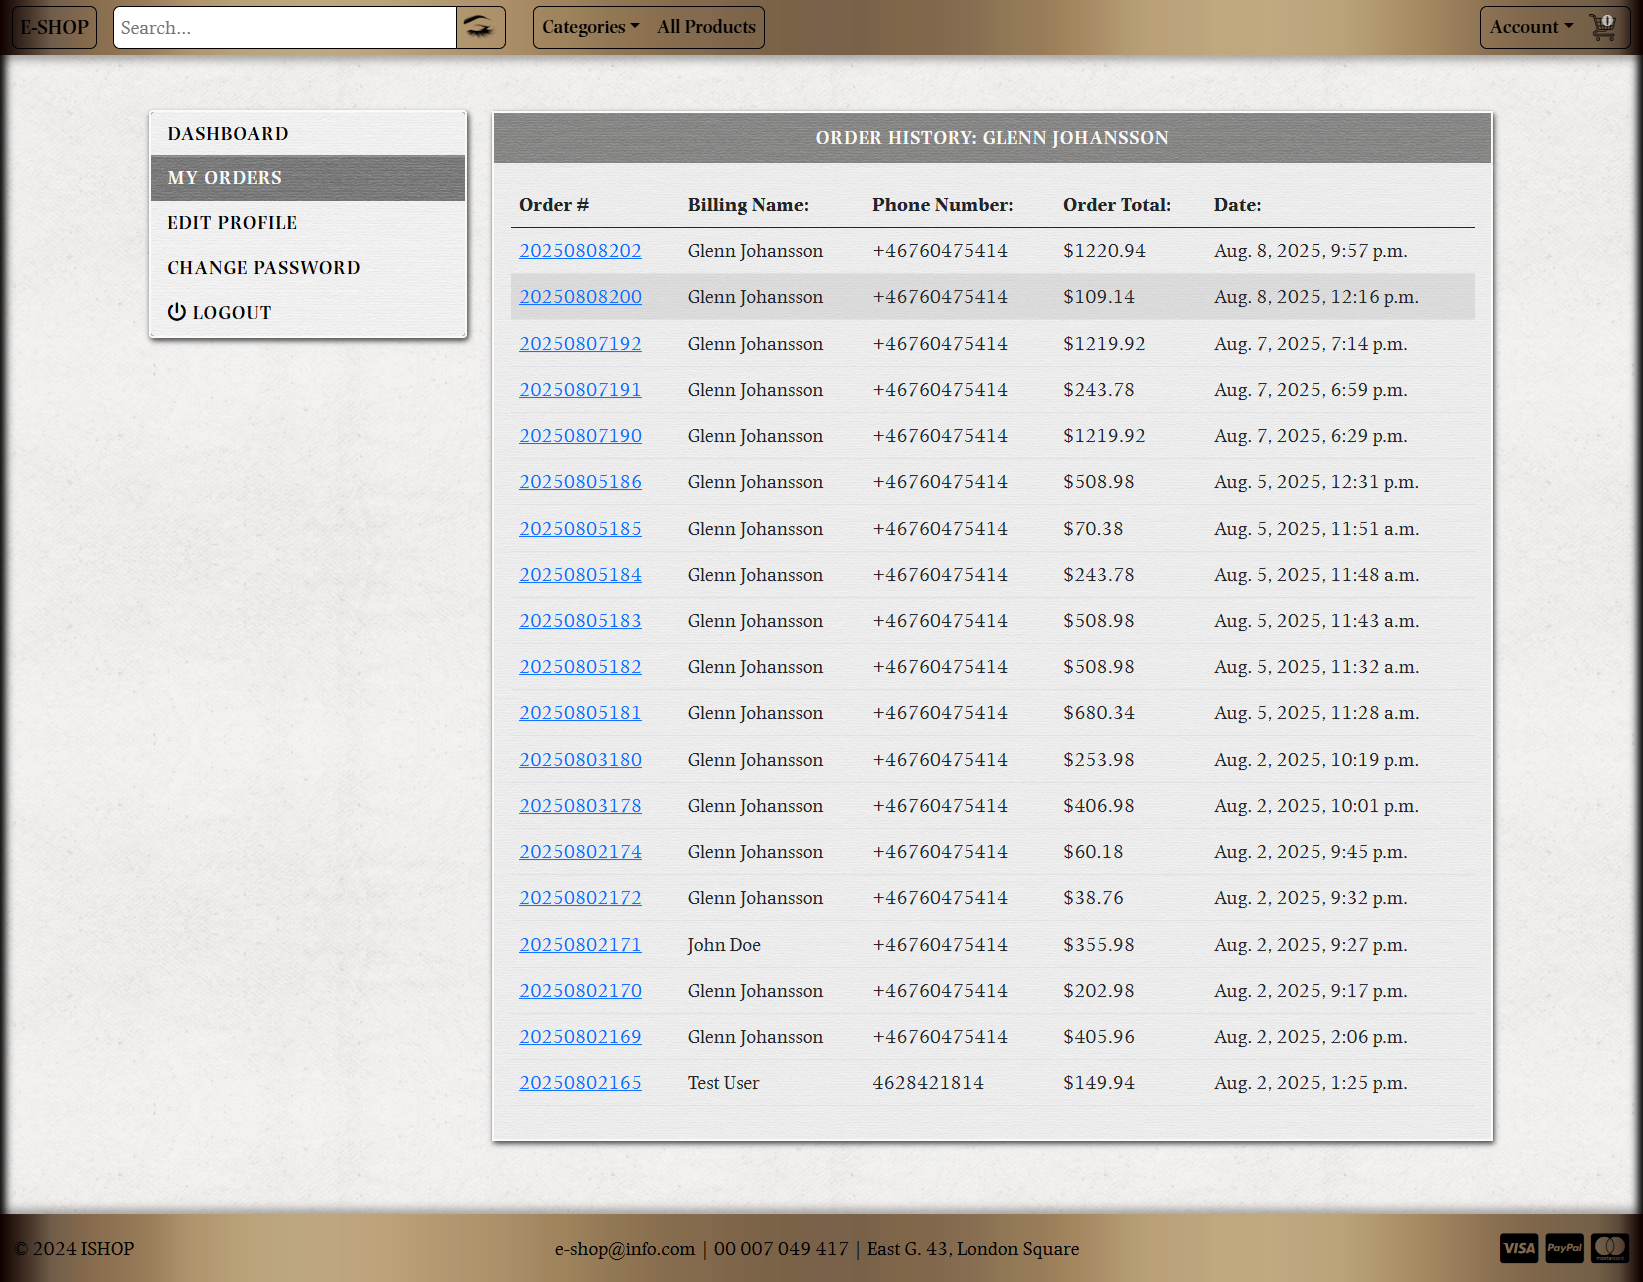 E-SHOP Search... Categories All Products Account 1
DASHBOARD
MY ORDERS
EDIT PROFILE
CHANGE PASSWORD
LOGOUT
ORDER HISTORY: GLENN JOHANSSON
Order # Billing Name: Phone Number: Order Total: Date:
20250808202 Glenn Johansson +46760475414 $1220.94 Aug. 8, 2025, 9:57 p.m.
20250808200 Glenn Johansson +46760475414 $109.14 Aug. 8, 2025, 12:16 p.m.
20250807192 Glenn Johansson +46760475414 $1219.92 Aug. 7, 2025, 7:14 p.m.
20250807191 Glenn Johansson +46760475414 $243.78 Aug. 7, 2025, 6:59 p.m.
20250807190 Glenn Johansson +46760475414 $1219.92 Aug. 7, 2025, 6:29 p.m.
20250805186 Glenn Johansson +46760475414 $508.98 Aug. 5, 2025, 12:31 p.m.
20250805185 Glenn Johansson +46760475414 $70.38 Aug. 5, 2025, 11:51 a.m.
20250805184 Glenn Johansson +46760475414 $243.78 Aug. 5, 2025, 11:48 a.m.
20250805183 Glenn Johansson +46760475414 $508.98 Aug. 5, 2025, 11:43 a.m.
20250805182 Glenn Johansson +46760475414 $508.98 Aug. 5, 2025, 11:32 a.m.
20250805181 Glenn Johansson +46760475414 $680.34 Aug. 5, 2025, 11:28 a.m.
20250803180 Glenn Johansson +46760475414 $253.98 Aug. 2, 2025, 10:19 p.m.
20250803178 Glenn Johansson +46760475414 $406.98 Aug. 2, 2025, 10:01 p.m.
20250802174 Glenn Johansson +46760475414 $60.18 Aug. 2, 2025, 9:45 p.m.
20250802172 Glenn Johansson +46760475414 $38.76 Aug. 2, 2025, 9:32 p.m.
20250802171 John Doe +46760475414 $355.98 Aug. 2, 2025, 9:27 p.m.
20250802170 Glenn Johansson +46760475414 $202.98 Aug. 2, 2025, 9:17 p.m.
20250802169 Glenn Johansson +46760475414 $405.96 Aug. 2, 2025, 2:06 p.m.
20250802165 Test User 4628421814 $149.94 Aug. 2, 2025, 1:25 p.m.
© 2024 ISHOP e-shop@info.com | 00 007 049 417 | East G. 43, London Square VISA PayPal mastercard